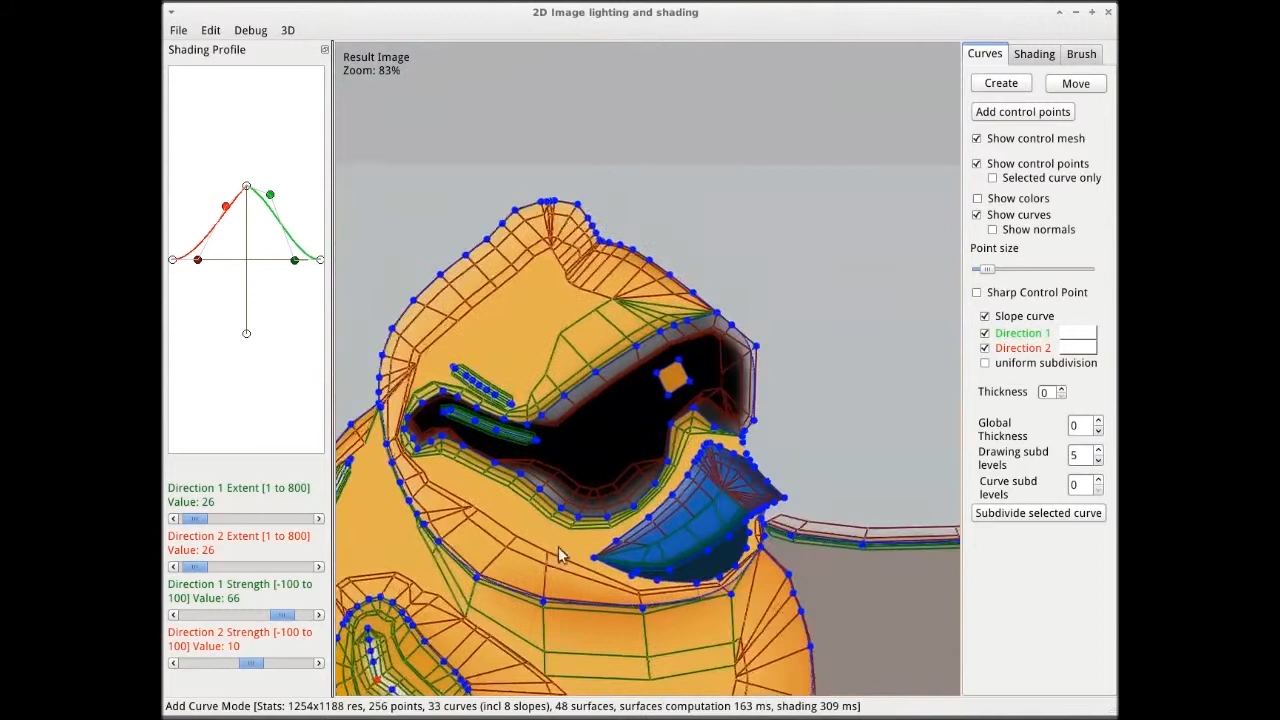 2D Image lighting and shading
File Edit Debug 3D
Shading Profile
Direction 1 Extent [1 to 800]
Value: 26
Direction 2 Extent [1 to 800]
Value: 26
Direction 1 Strength [-100 to
100] Value: 66
Direction 2 Strength [-100 to
100] Value: 10
Result Image
Zoom: 83%
Curves Shading Brush
Create Move
Add control points
Show control mesh
Show control points
Selected curve only
Show colors
Show curves
Show normals
Point size
Sharp Control Point
Slope curve
Direction 1
Direction 2
uniform subdivision
Thickness 0
Global
Thickness 0
Drawing subd
levels 5
Curve subd
levels 0
Subdivide selected curve
Add Curve Mode [Stats: 1254x1188 res, 256 points, 33 curves (incl 8 slopes), 48 surfaces, surfaces computation 163 ms, shading 309 ms]